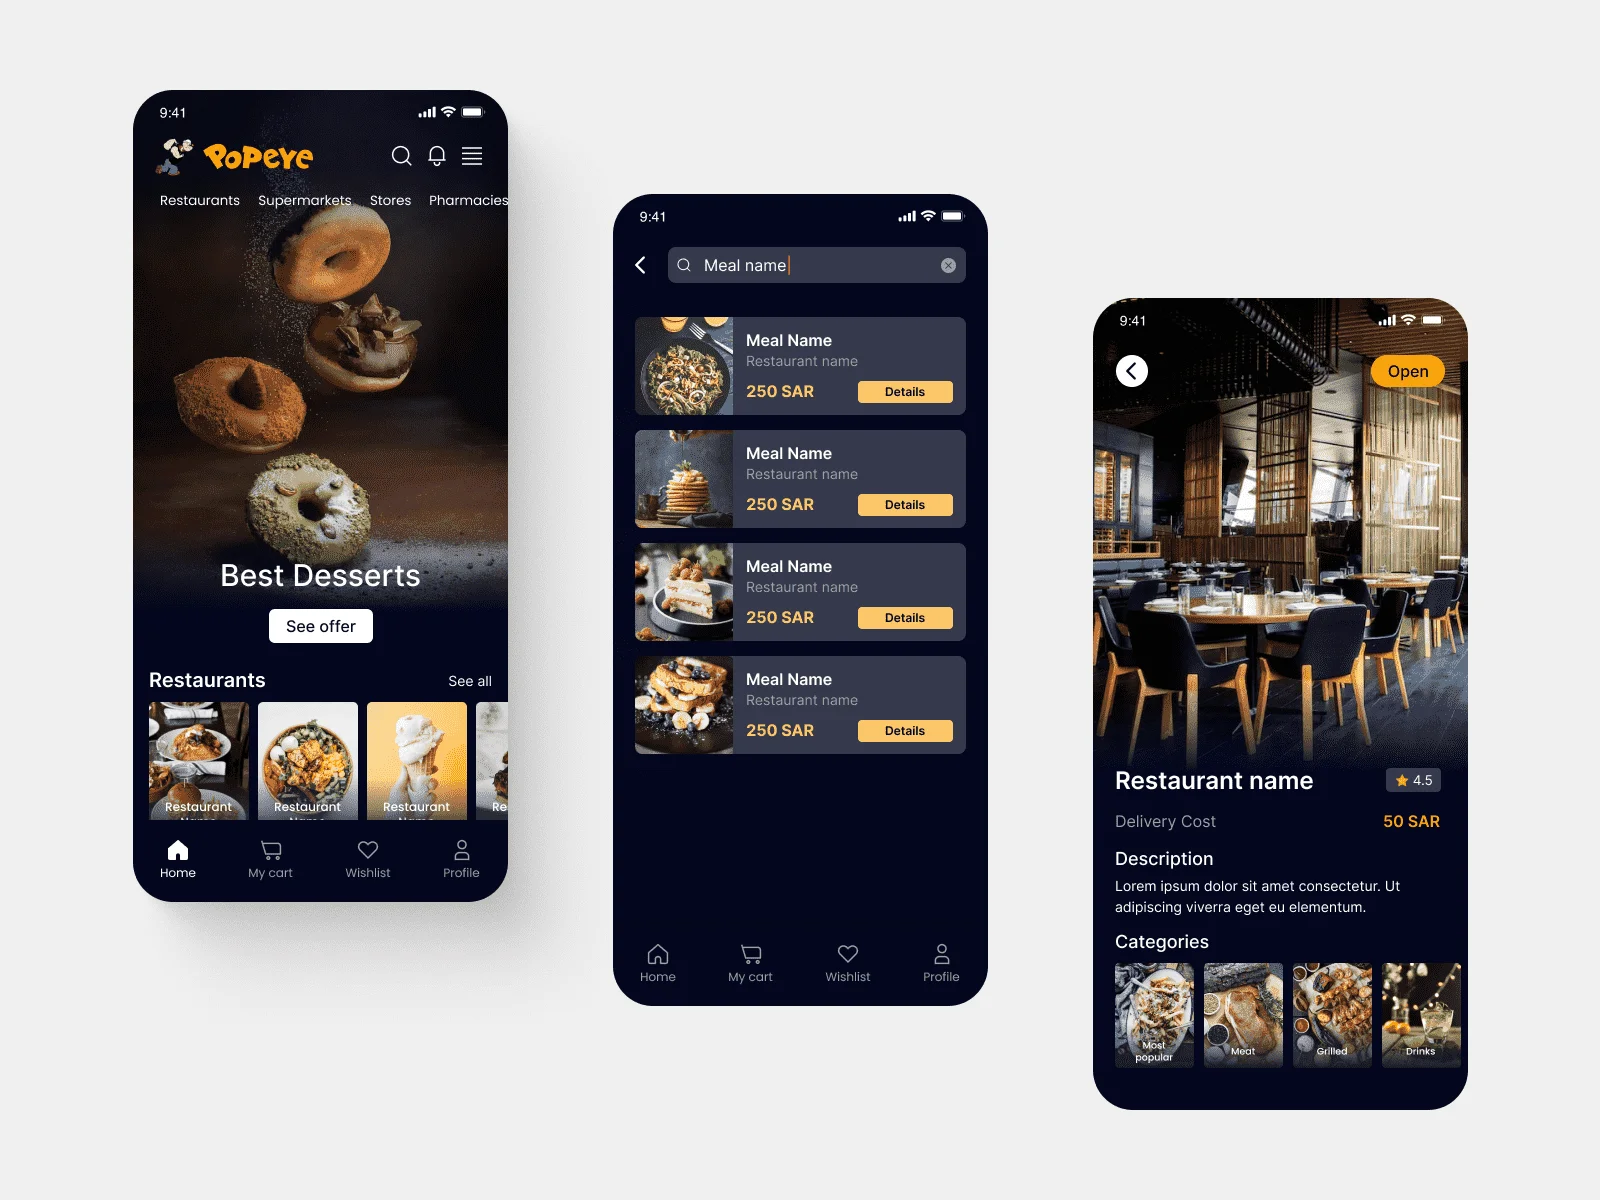 9:41
POPEYE
Restaurants Supermarkets Stores Pharmacies
Best Desserts
See offer
Restaurants See all
Restaurant Restaurant Restaurant Re
Name Name Name
Home My cart Wishlist Profile
9:41
Meal name
Meal Name
Restaurant name
250 SAR Details
Meal Name
Restaurant name
250 SAR Details
Meal Name
Restaurant name
250 SAR Details
Meal Name
Restaurant name
250 SAR Details
Home My cart Wishlist Profile
9:41
Open
Restaurant name 4.5
Delivery Cost 50 SAR
Description
Lorem ipsum dolor sit amet consectetur. Ut
adipiscing viverra eget eu elementum.
Categories
Most
popular Meat Grilled Drinks